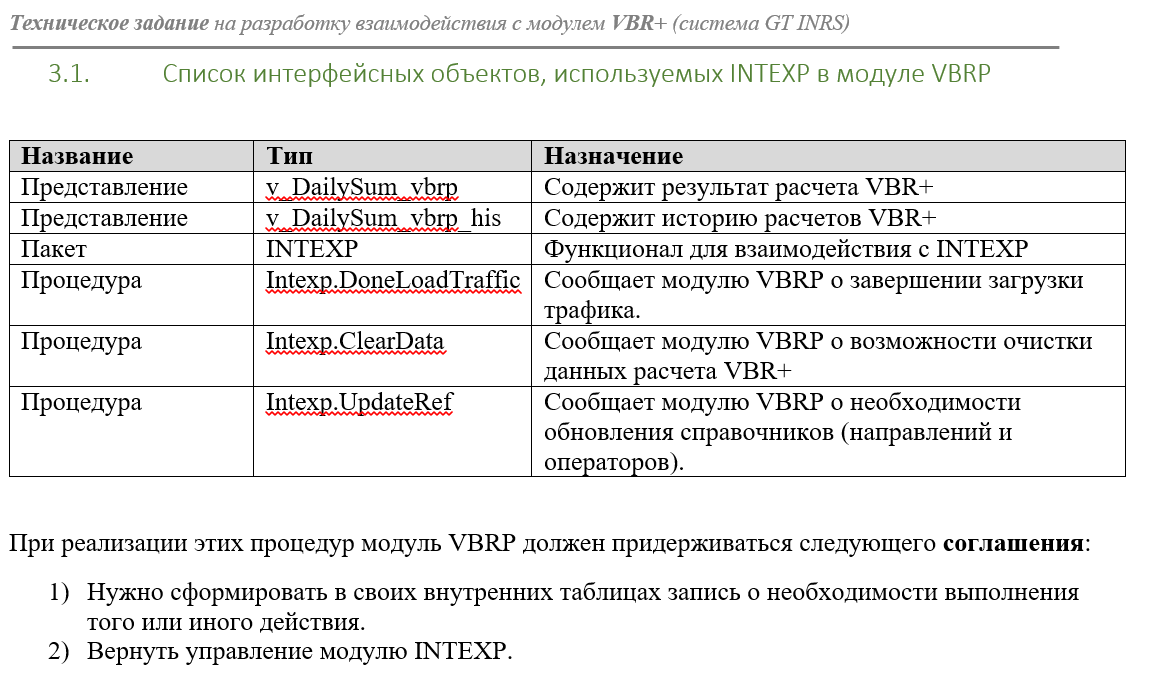 Техническое задание на разработку взаимодействия с модулем VBR+ (система GT INRS)
3.1. Список интерфейсных объектов, используемых INTEXP в модуле VBRP
Название Тип Назначение
Представление v_DailySum_vbrp Содержит результат расчета VBR+
Представление v_DailySum_vbrp_his Содержит историю расчетов VBR+
Пакет INTEXP Функционал для взаимодействия с INTEXP
Процедура Intexp.DoneLoadTraffic Сообщает модулю VBRP о завершении загрузки
трафика.
Процедура Intexp.ClearData Сообщает модулю VBRP о возможности очистки
данных расчета VBR+
Процедура Intexp.UpdateRef Сообщает модулю VBRP о необходимости
обновления справочников (направлений и
операторов).
При реализации этих процедур модуль VBRP должен придерживаться следующего соглашения:
1) Нужно сформировать в своих внутренних таблицах запись о необходимости выполнения
того или иного действия.
2) Вернуть управление модулю INTEXP.